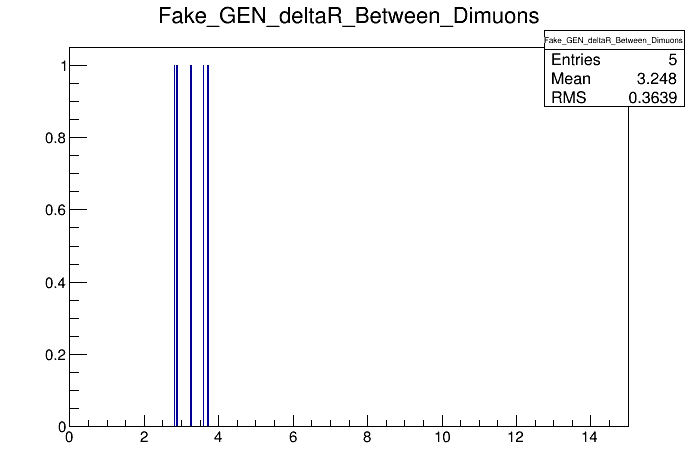 Fake_GEN_deltaR_Between_Dimuons
Fake_GEN_deltaR_Between_Dimuons
Entries 5
Mean 3.248
RMS 0.3639
1
0.8
0.6
0.4
0.2
0
0 2 4 6 8 10 12 14